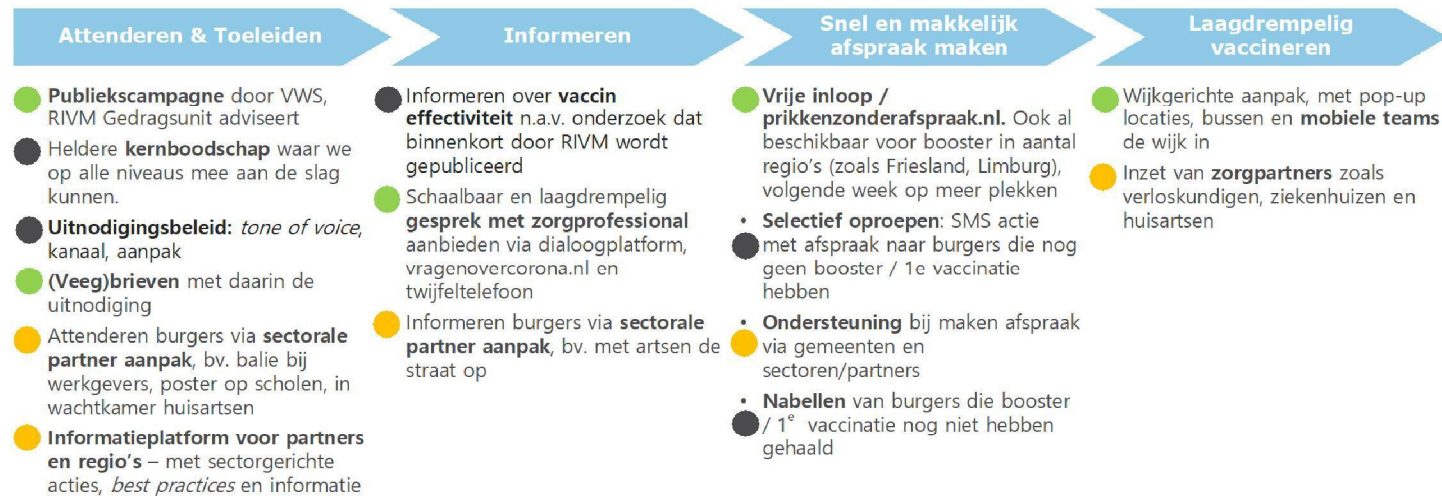 Attenderen & Toeleiden
Publiekscampagne door VWS,
RIVM Gedragsunit adviseert
Heldere kernboodschap waar we
op alle niveaus mee aan de slag
kunnen.
Uitnodigingsbeleid: tone of voice,
kanaal, aanpak
(Veeg)brieven met daarin de
uitnodiging
Attenderen burgers via sectorale
partner aanpak, bv. balie bij
werkgevers, poster op scholen, in
wachtkamer huisartsen
Informatieplatform voor partners
en regio's – met sectorgerichte
acties, best practices en informatie
Informeren
Informeren over vaccin
effectiviteit n.a.v. onderzoek dat
binnenkort door RIVM wordt
gepubliceerd
Schaalbaar en laagdrempelig
gesprek met zorgprofessional
aanbieden via dialoogplatform,
vragenovercorona.nl en
twijfeltelefoon
Informeren burgers via sectorale
partner aanpak, bv. met artsen de
straat op
Snel en makkelijk
afspraak maken
Vrije inloop /
prikkenzonderafspraak.nl. Ook al
beschikbaar voor booster in aantal
regio's (zoals Friesland, Limburg),
volgende week op meer plekken
• Selectief oproepen: SMS actie
met afspraak naar burgers die nog
geen booster / 1e vaccinatie
hebben
• Ondersteuning bij maken afspraak
via gemeenten en
sectoren/partners
• Nabellen van burgers die booster
/ 1e vaccinatie nog niet hebben
gehaald
Laagdrempelig
vaccineren
Wijkgerichte aanpak, met pop-up
locaties, bussen en mobiele teams
de wijk in
Inzet van zorgpartners zoals
verloskundigen, ziekenhuizen en
huisartsen